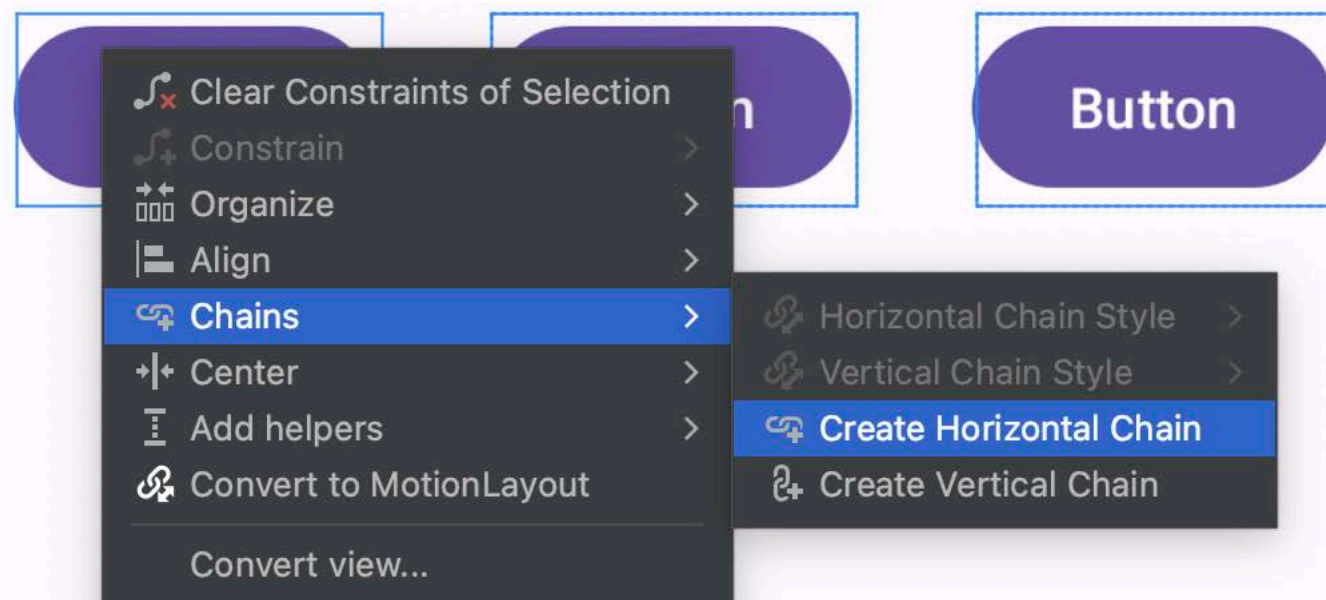 Button
Clear Constraints of Selection
Constrain
Organize
Align
Chains
Center
Add helpers
Convert to MotionLayout
Convert view...
Horizontal Chain Style
Vertical Chain Style
Create Horizontal Chain
Create Vertical Chain